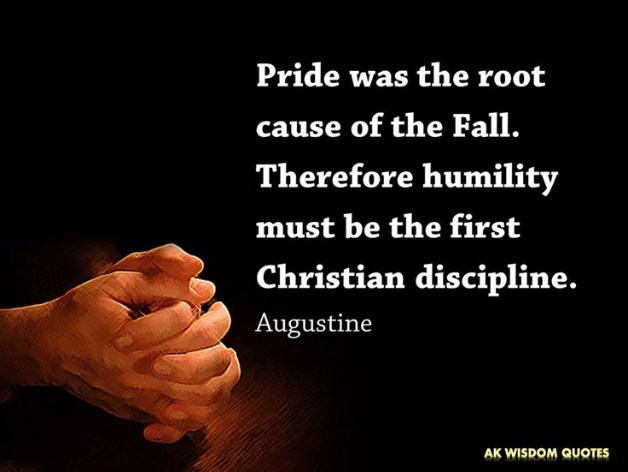 Pride was the root
cause of the Fall.
Therefore humility
must be the first
Christian discipline.
Augustine
AK WISDOM QUOTES